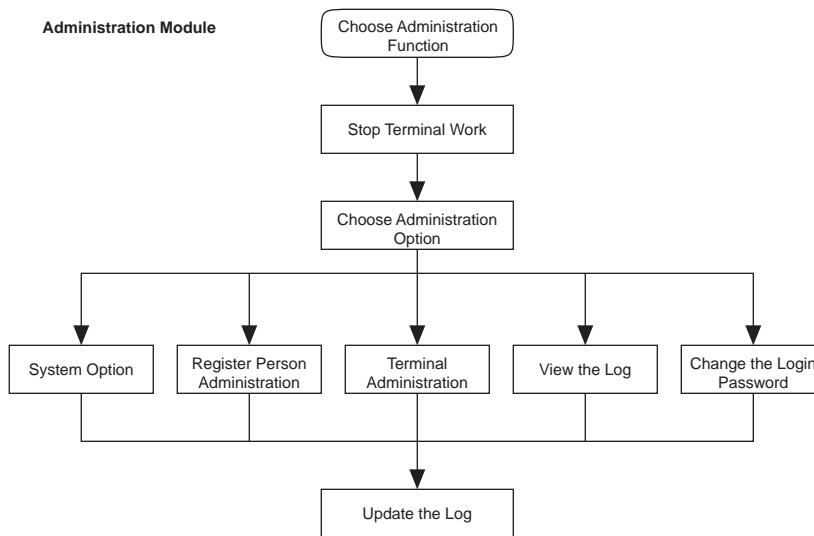 Administration Module
Choose Administration
Function
Stop Terminal Work
Choose Administration
Option
System Option
Register Person
Administration
Terminal
Administration
View the Log
Change the Login
Password
Update the Log